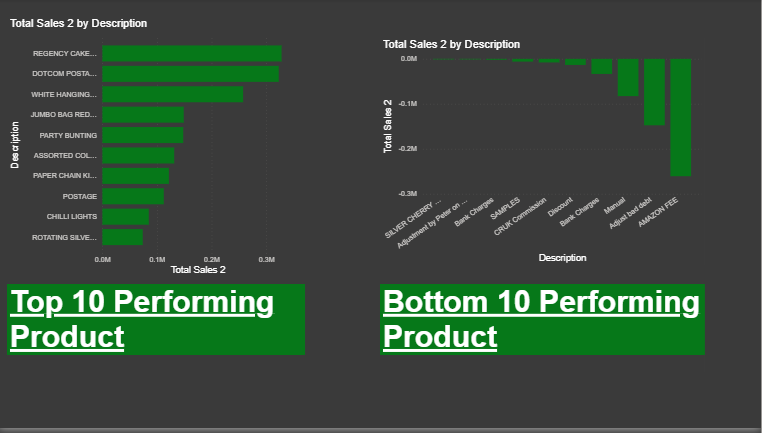 Total Sales 2 by Description
REGENCY CAKE...
DOTCOM POSTA...
WHITE HANGING...
JUMBO BAG RED...
PARTY BUNTING
ASSORTED COL...
PAPER CHAIN KI...
POSTAGE
CHILLI LIGHTS
ROTATING SILVE...
Description
0.0M 0.1M 0.2M 0.3M
Total Sales 2
Total Sales 2 by Description
0.0M
-0.1M
-0.2M
-0.3M
Total Sales 2
SILVER CHERRY ...
Adjustment by Peter on ...
Bank Charges
SAMPLES
CRUK Commission
Discount
Bank Charges
Manual
Adjust bad debt
AMAZON FEE
Description
Top 10 Performing
Product
Bottom 10 Performing
Product